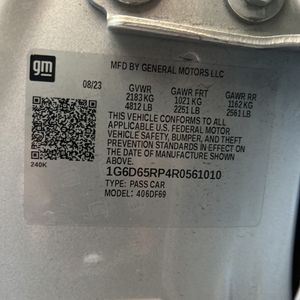 gm
MFD BY GENERAL MOTORS LLC
08/23
GVWR GAWR FRT GAWR RR
2183 KG 1021 KG 1162 KG
4812 LB 2251 LB 2561 LB
THIS VEHICLE CONFORMS TO ALL
APPLICABLE U.S. FEDERAL MOTOR
VEHICLE SAFETY, BUMPER, AND THEFT
PREVENTION STANDARDS IN EFFECT
ON THE DATE OF MANUFACTURE
SHOWN ABOVE.
240K
1G6D65RP4R0561010
TYPE: PASS CAR
MODEL: 406DF69